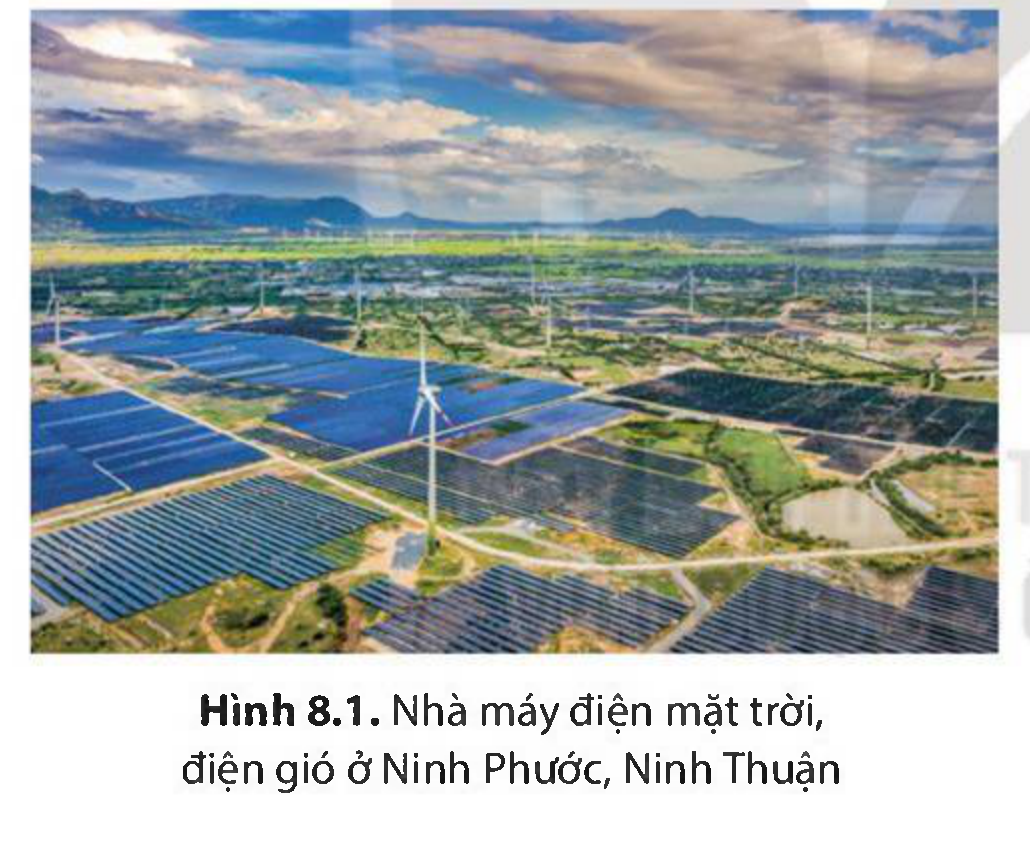 Hình 8.1. Nhà máy điện mặt trời,
điện gió ở Ninh Phước, Ninh Thuận